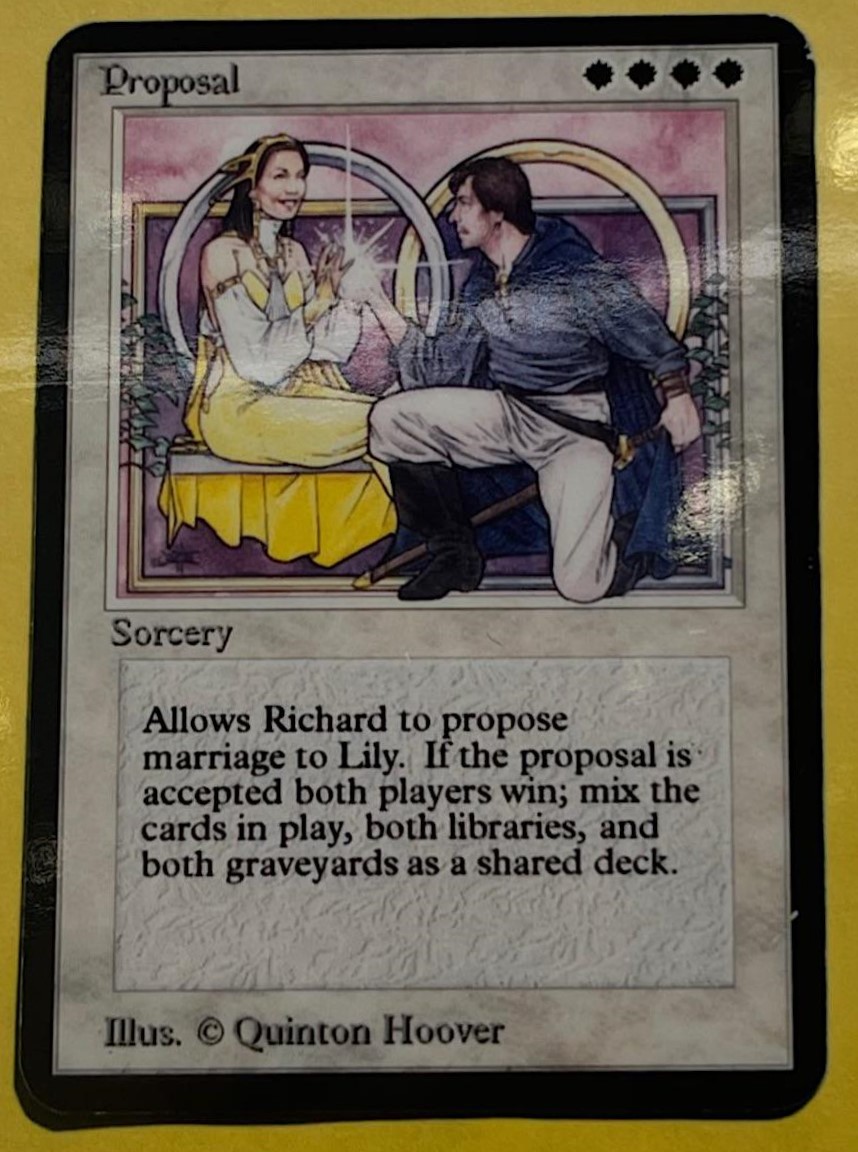 Proposal
Sorcery
Allows Richard to propose
marriage to Lily. If the proposal is
accepted both players win; mix the
cards in play, both libraries, and
both graveyards as a shared deck.
Illus. © Quinton Hoover